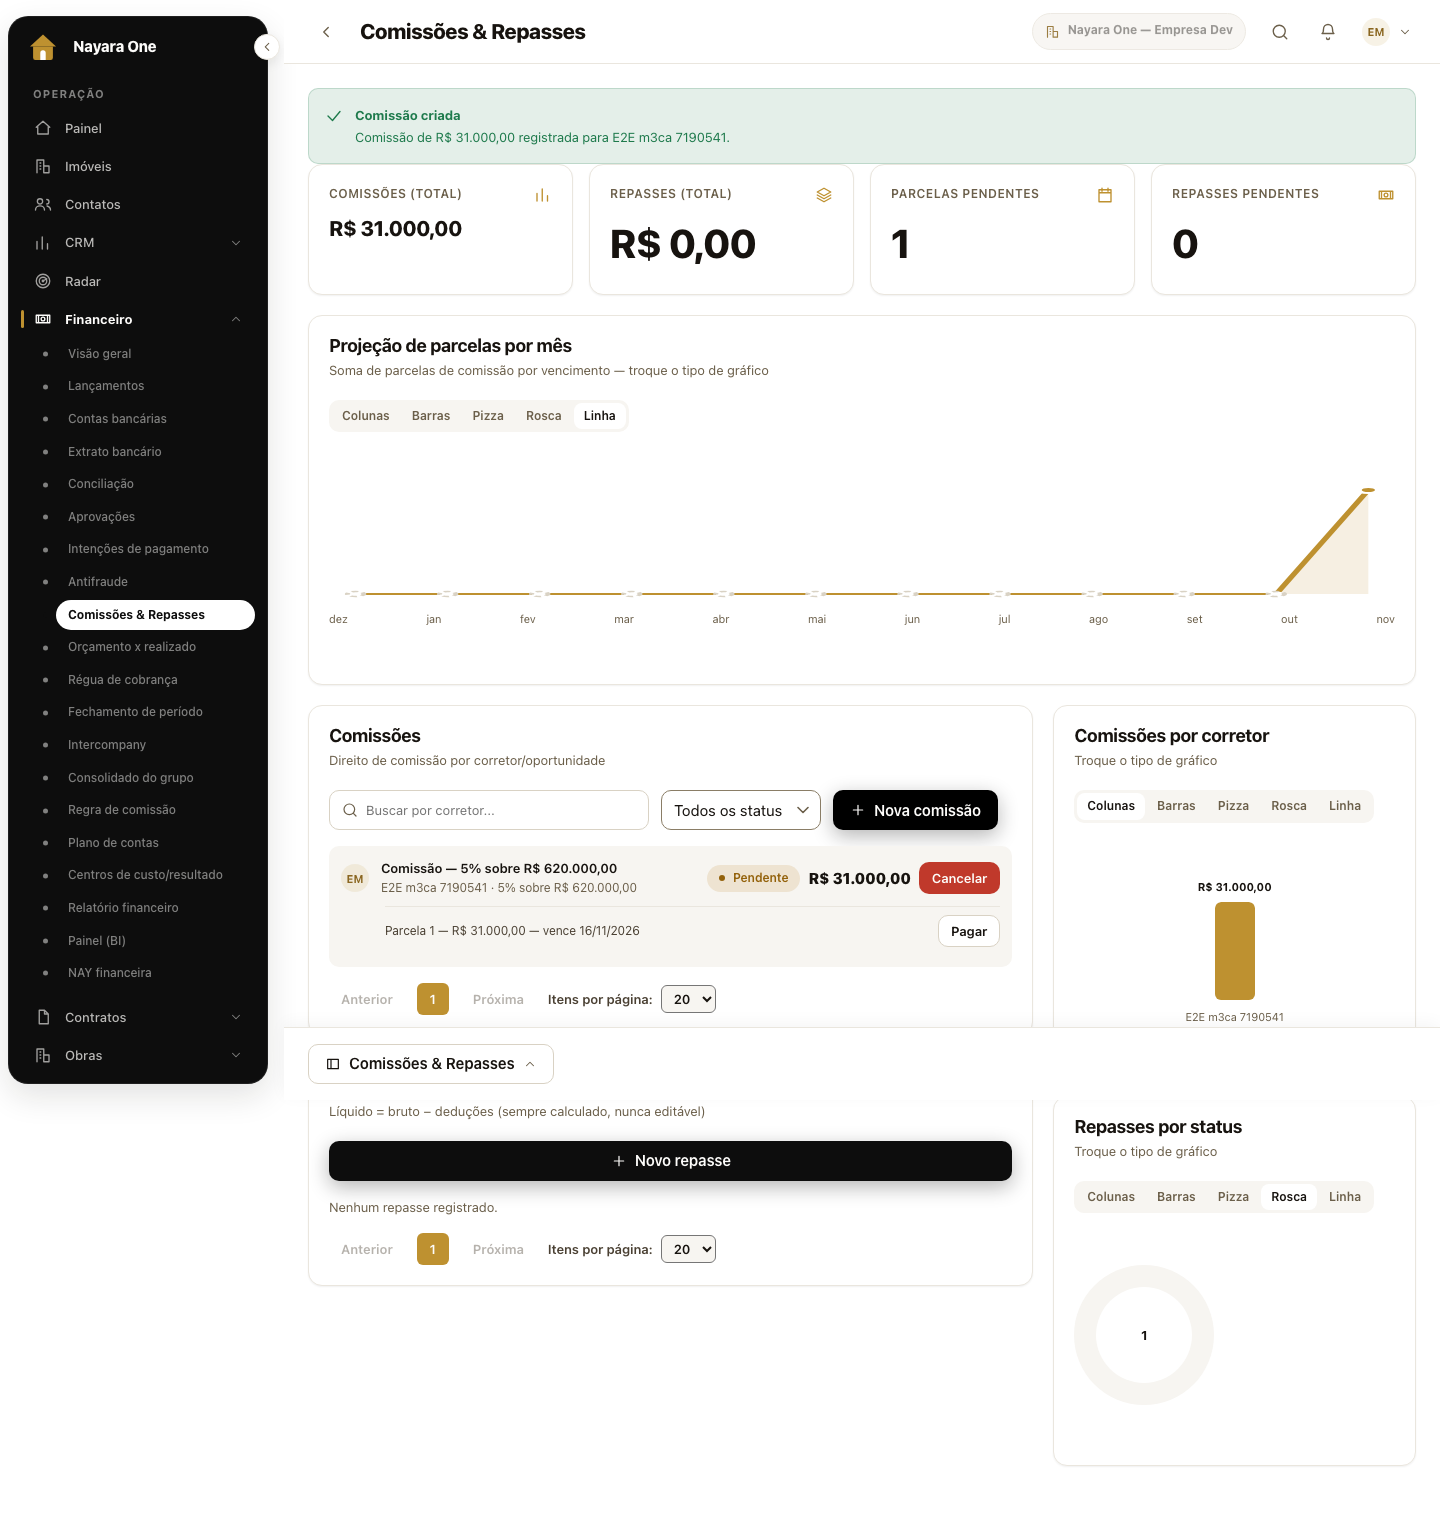 Nayara One
OPERAÇÃO
Painel
Imóveis
Contatos
CRM
Radar
Financeiro
Visão geral
Lançamentos
Contas bancárias
Extrato bancário
Conciliação
Aprovações
Intenções de pagamento
Antifraude
Comissões & Repasses
Orçamento x realizado
Régua de cobrança
Fechamento de período
Intercompany
Consolidado do grupo
Regra de comissão
Plano de contas
Centros de custo/resultado
Relatório financeiro
Painel (BI)
NAY financeira
Contratos
Obras
Comissões & Repasses
Nayara One — Empresa Dev
EM
Comissão criada
Comissão de R$ 31.000,00 registrada para E2E m3ca 7190541.
COMISSÕES (TOTAL)
R$ 31.000,00
REPASSES (TOTAL)
R$ 0,00
PARCELAS PENDENTES
1
REPASSES PENDENTES
0
Projeção de parcelas por mês
Soma de parcelas de comissão por vencimento — troque o tipo de gráfico
Colunas Barras Pizza Rosca Linha
dez jan fev mar abr mai jun jul ago set out nov
Comissões
Direito de comissão por corretor/oportunidade
Buscar por corretor...
Todos os status
Nova comissão
EM
Comissão — 5% sobre R$ 620.000,00
E2E m3ca 7190541 · 5% sobre R$ 620.000,00
Pendente
R$ 31.000,00
Cancelar
Parcela 1 — R$ 31.000,00 — vence 16/11/2026
Pagar
Anterior 1 Próxima Itens por página: 20
Comissões por corretor
Troque o tipo de gráfico
Colunas Barras Pizza Rosca Linha
R$ 31.000,00
E2E m3ca 7190541
Comissões & Repasses
Líquido = bruto − deduções (sempre calculado, nunca editável)
Novo repasse
Nenhum repasse registrado.
Anterior 1 Próxima Itens por página: 20
Repasses por status
Troque o tipo de gráfico
Colunas Barras Pizza Rosca Linha
1